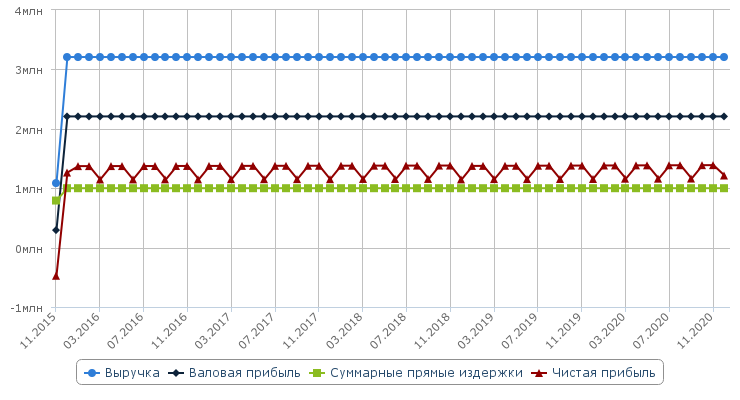 4млн
3млн
2млн
1млн
0млн
-1млн
11.2015
03.2016
07.2016
11.2016
03.2017
07.2017
11.2017
03.2018
07.2018
11.2018
03.2019
07.2019
11.2019
03.2020
07.2020
11.2020
Выручка Валовая прибыль Суммарные прямые издержки Чистая прибыль